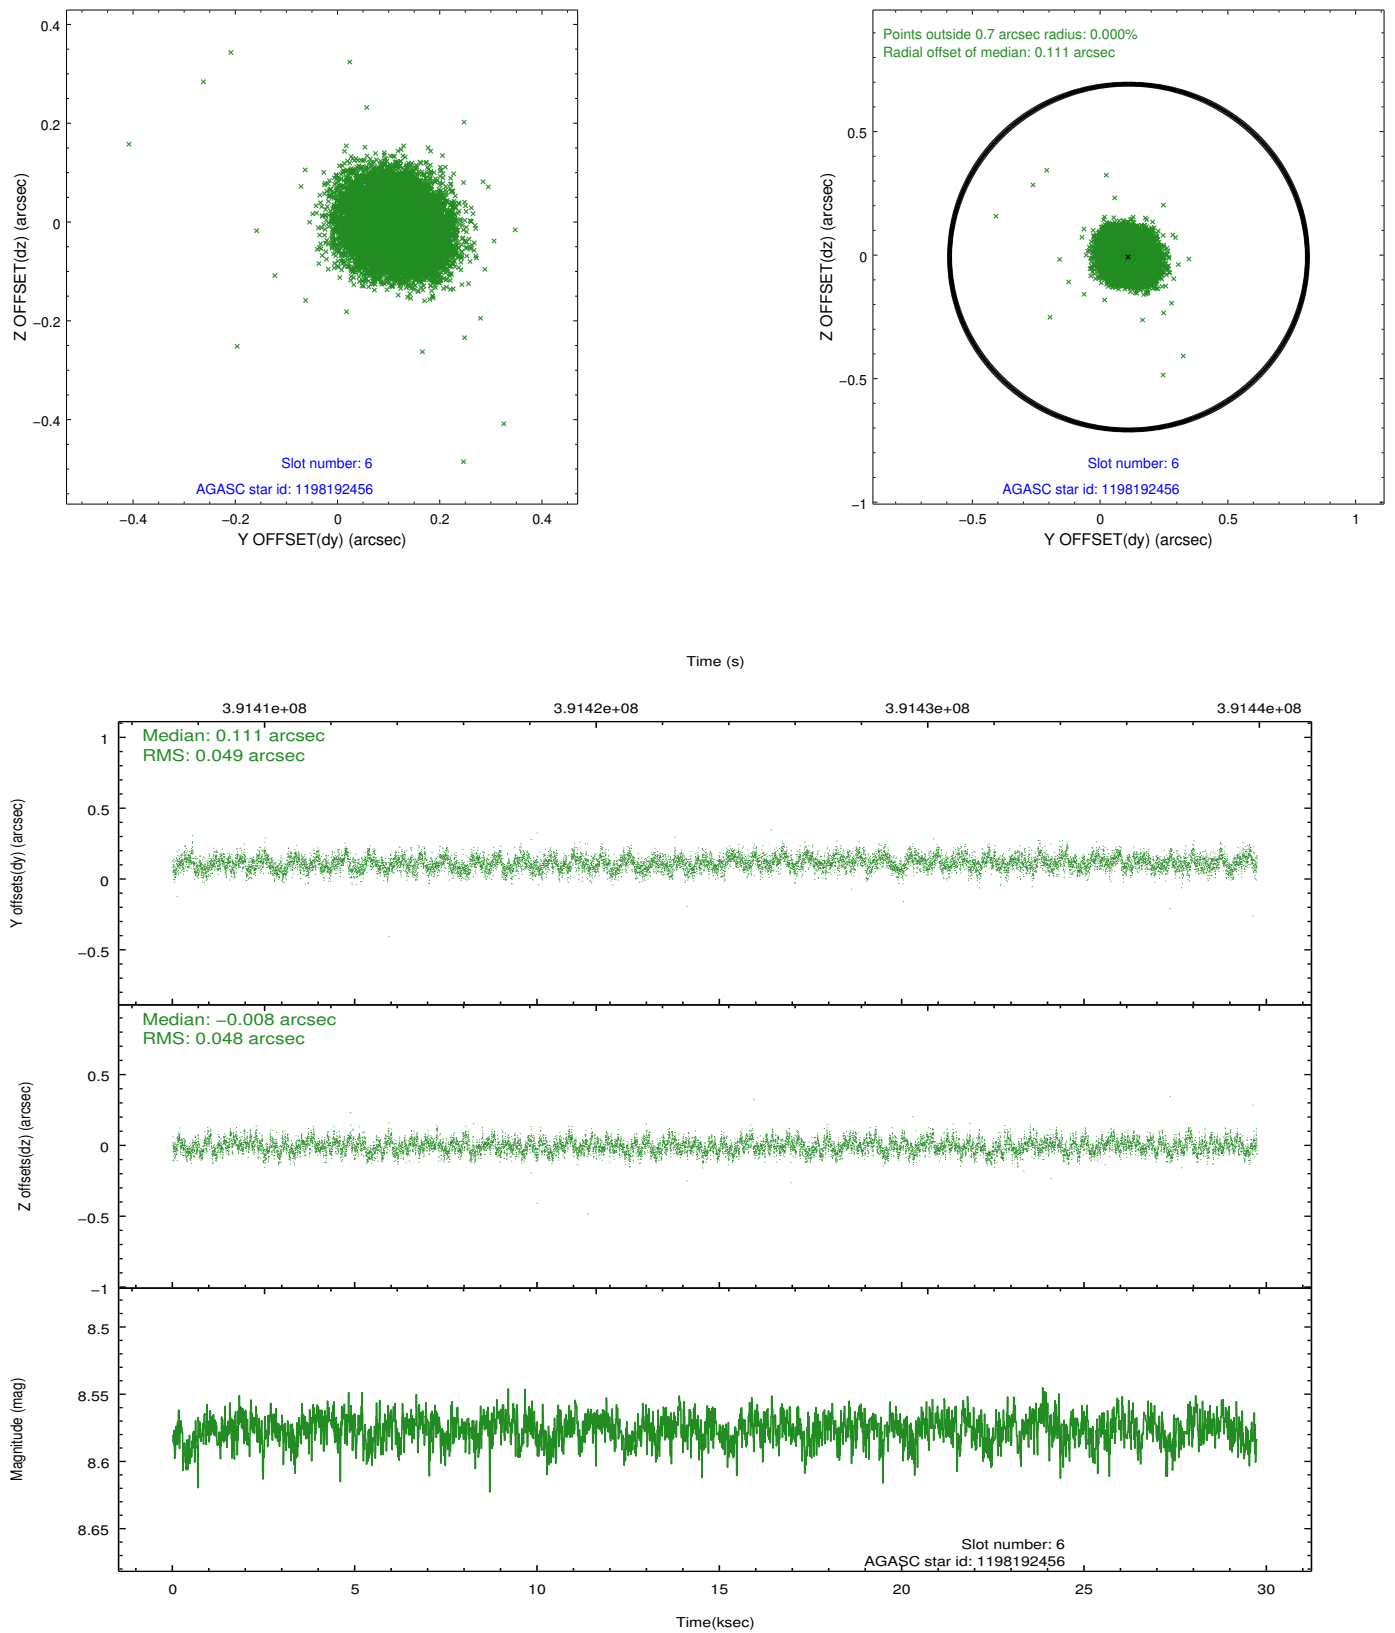 0.4
0.2
0
−0.2
−0.4
Z OFFSET(dz) (arcsec)
Slot number: 6
AGASC star id: 1198192456
−0.4
−0.2
0
0.2
0.4
Y OFFSET(dy) (arcsec)
Points outside 0.7 arcsec radius: 0.000%
Radial offset of median: 0.111 arcsec
0.5
0
−0.5
−1
Z OFFSET(dz) (arcsec)
Slot number: 6
AGASC star id: 1198192456
−0.5
0
0.5
1
Y OFFSET(dy) (arcsec)
Time (s)
3.9141e+08
3.9142e+08
3.9143e+08
3.9144e+08
Median: 0.111 arcsec
RMS: 0.049 arcsec
1
0.5
0
−0.5
Y offsets(dy) (arcsec)
Median: −0.008 arcsec
RMS: 0.048 arcsec
0.5
0
−0.5
−1
Z offsets(dz) (arcsec)
8.5
8.55
8.6
8.65
Magnitude (mag)
Slot number: 6
AGASC star id: 1198192456
0
5
10
15
20
25
30
Time(ksec)